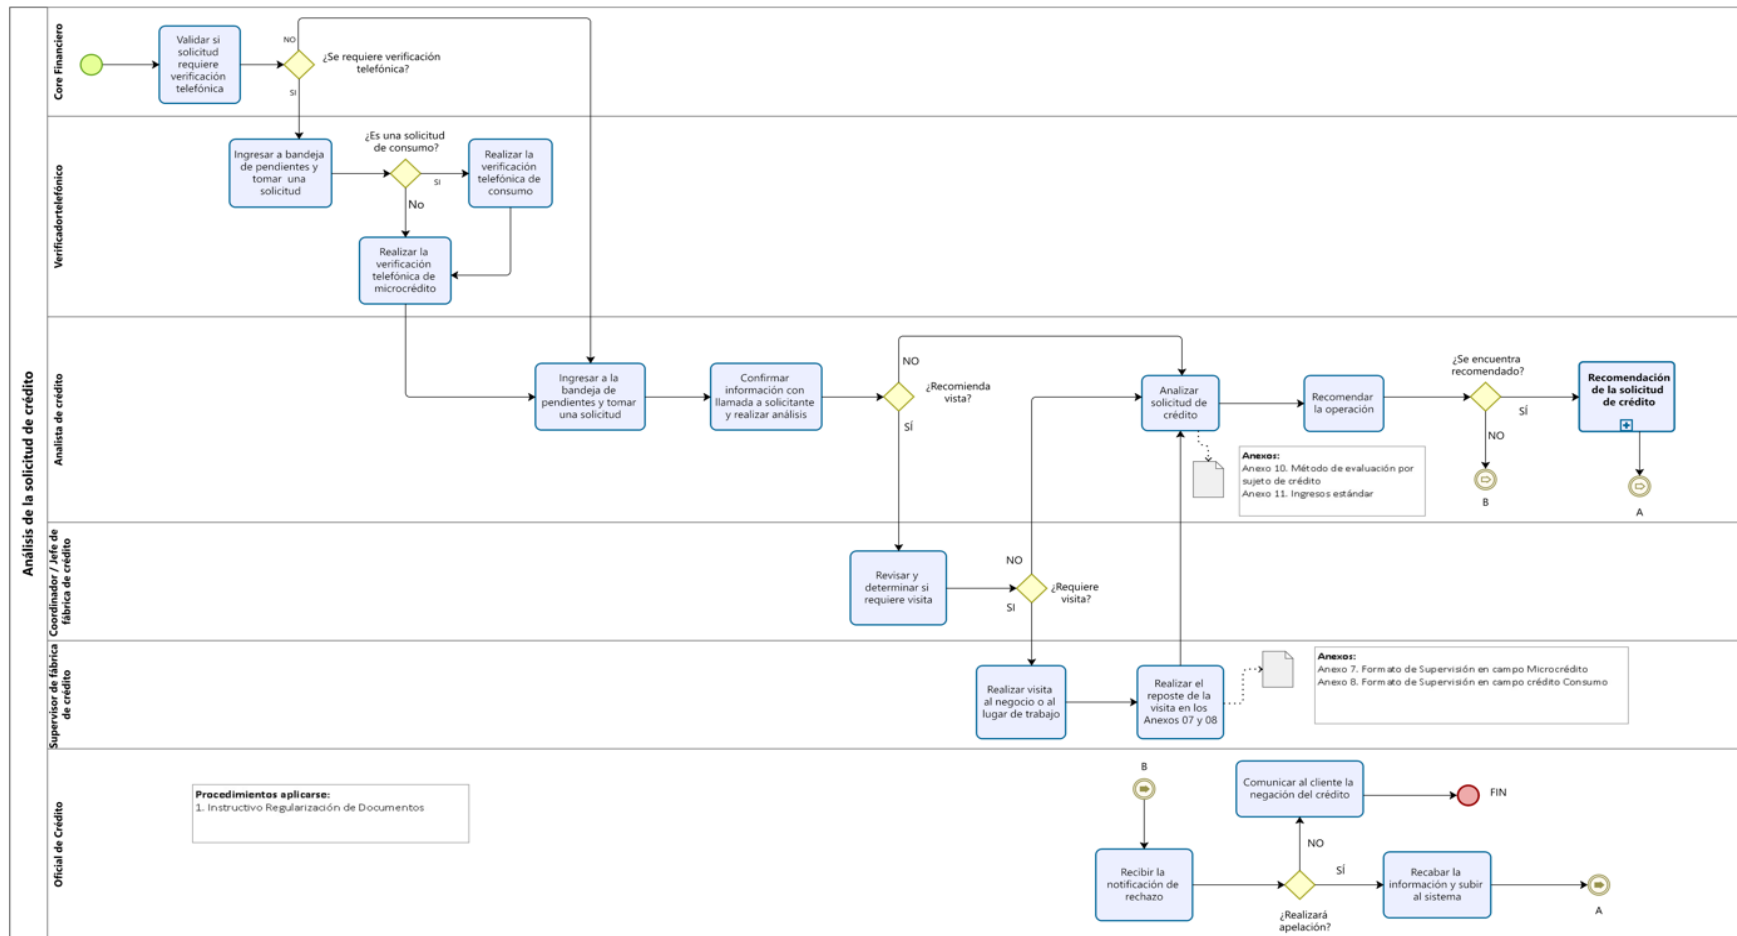 Análisis de la solicitud de crédito
Core Financiero
Validar si
solicitud
requiere
verificación
telefónica
NO
SI
¿Se requiere verificación
telefónica?
Verificadortelefónico
Ingresar a bandeja
de pendientes y
tomar una
solicitud
¿Es una solicitud
de consumo?
SI
No
Realizar la
verificación
telefónica de
consumo
Realizar la
verificación
telefónica de
microcrédito
Analista de crédito
Ingresar a la
bandeja de
pendientes y tomar
una solicitud
Confirmar
información con
llamada a solicitante
y realizar análisis
NO
¿Recomienda
vista?
SÍ
Analizar
solicitud de
crédito
Recomendar
la operación
¿Se encuentra
recomendado?
SÍ
NO
B
Recomendación
de la solicitud
de crédito
A
Anexos:
Anexo 10. Método de evaluación por
sujeto de crédito
Anexo 11. Ingresos estándar
Coordinador / Jefe de
fábrica de crédito
Revisar y
determinar si
requiere visita
NO
SI
¿Requiere
visita?
Supervisor de fábrica
de crédito
Realizar visita
al negocio o al
lugar de trabajo
Realizar el
reposte de la
visita en los
Anexos 07 y 08
Anexos:
Anexo 7. Formato de Supervisión en campo Microcrédito
Anexo 8. Formato de Supervisión en campo crédito Consumo
Oficial de Crédito
Procedimientos aplicarse:
1. Instructivo Regularización de Documentos
B
Recibir la
notificación de
rechazo
Comunicar al cliente la
negación del crédito
FIN
NO
SÍ
¿Realizará
apelación?
Recabar la
información y subir
al sistema
A